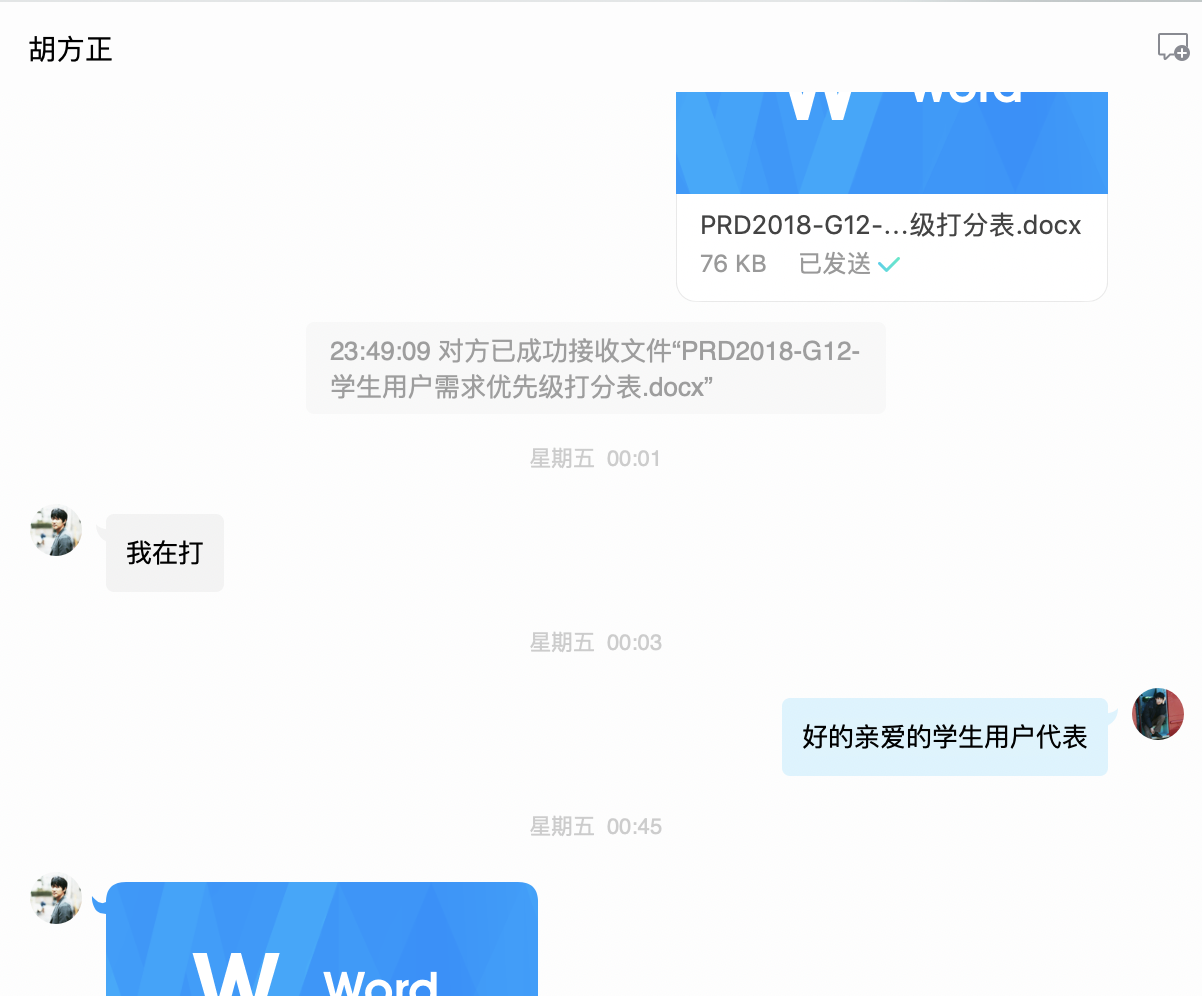 胡方正
W Word
PRD2018-G12-...级打分表.docx
76 KB 已发送
23:49:09 对方已成功接收文件“PRD2018-G12-
学生用户需求优先级打分表.docx”
星期五 00:01
我在打
星期五 00:03
好的亲爱的学生用户代表
星期五 00:45
W Word